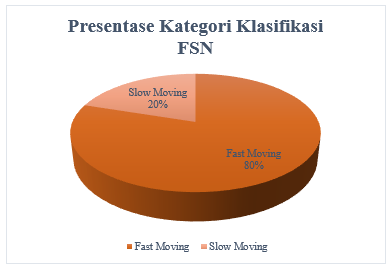 Presentase Kategori Klasifikasi
FSN
Slow Moving
20%
Fast Moving
80%
Fast Moving
Slow Moving